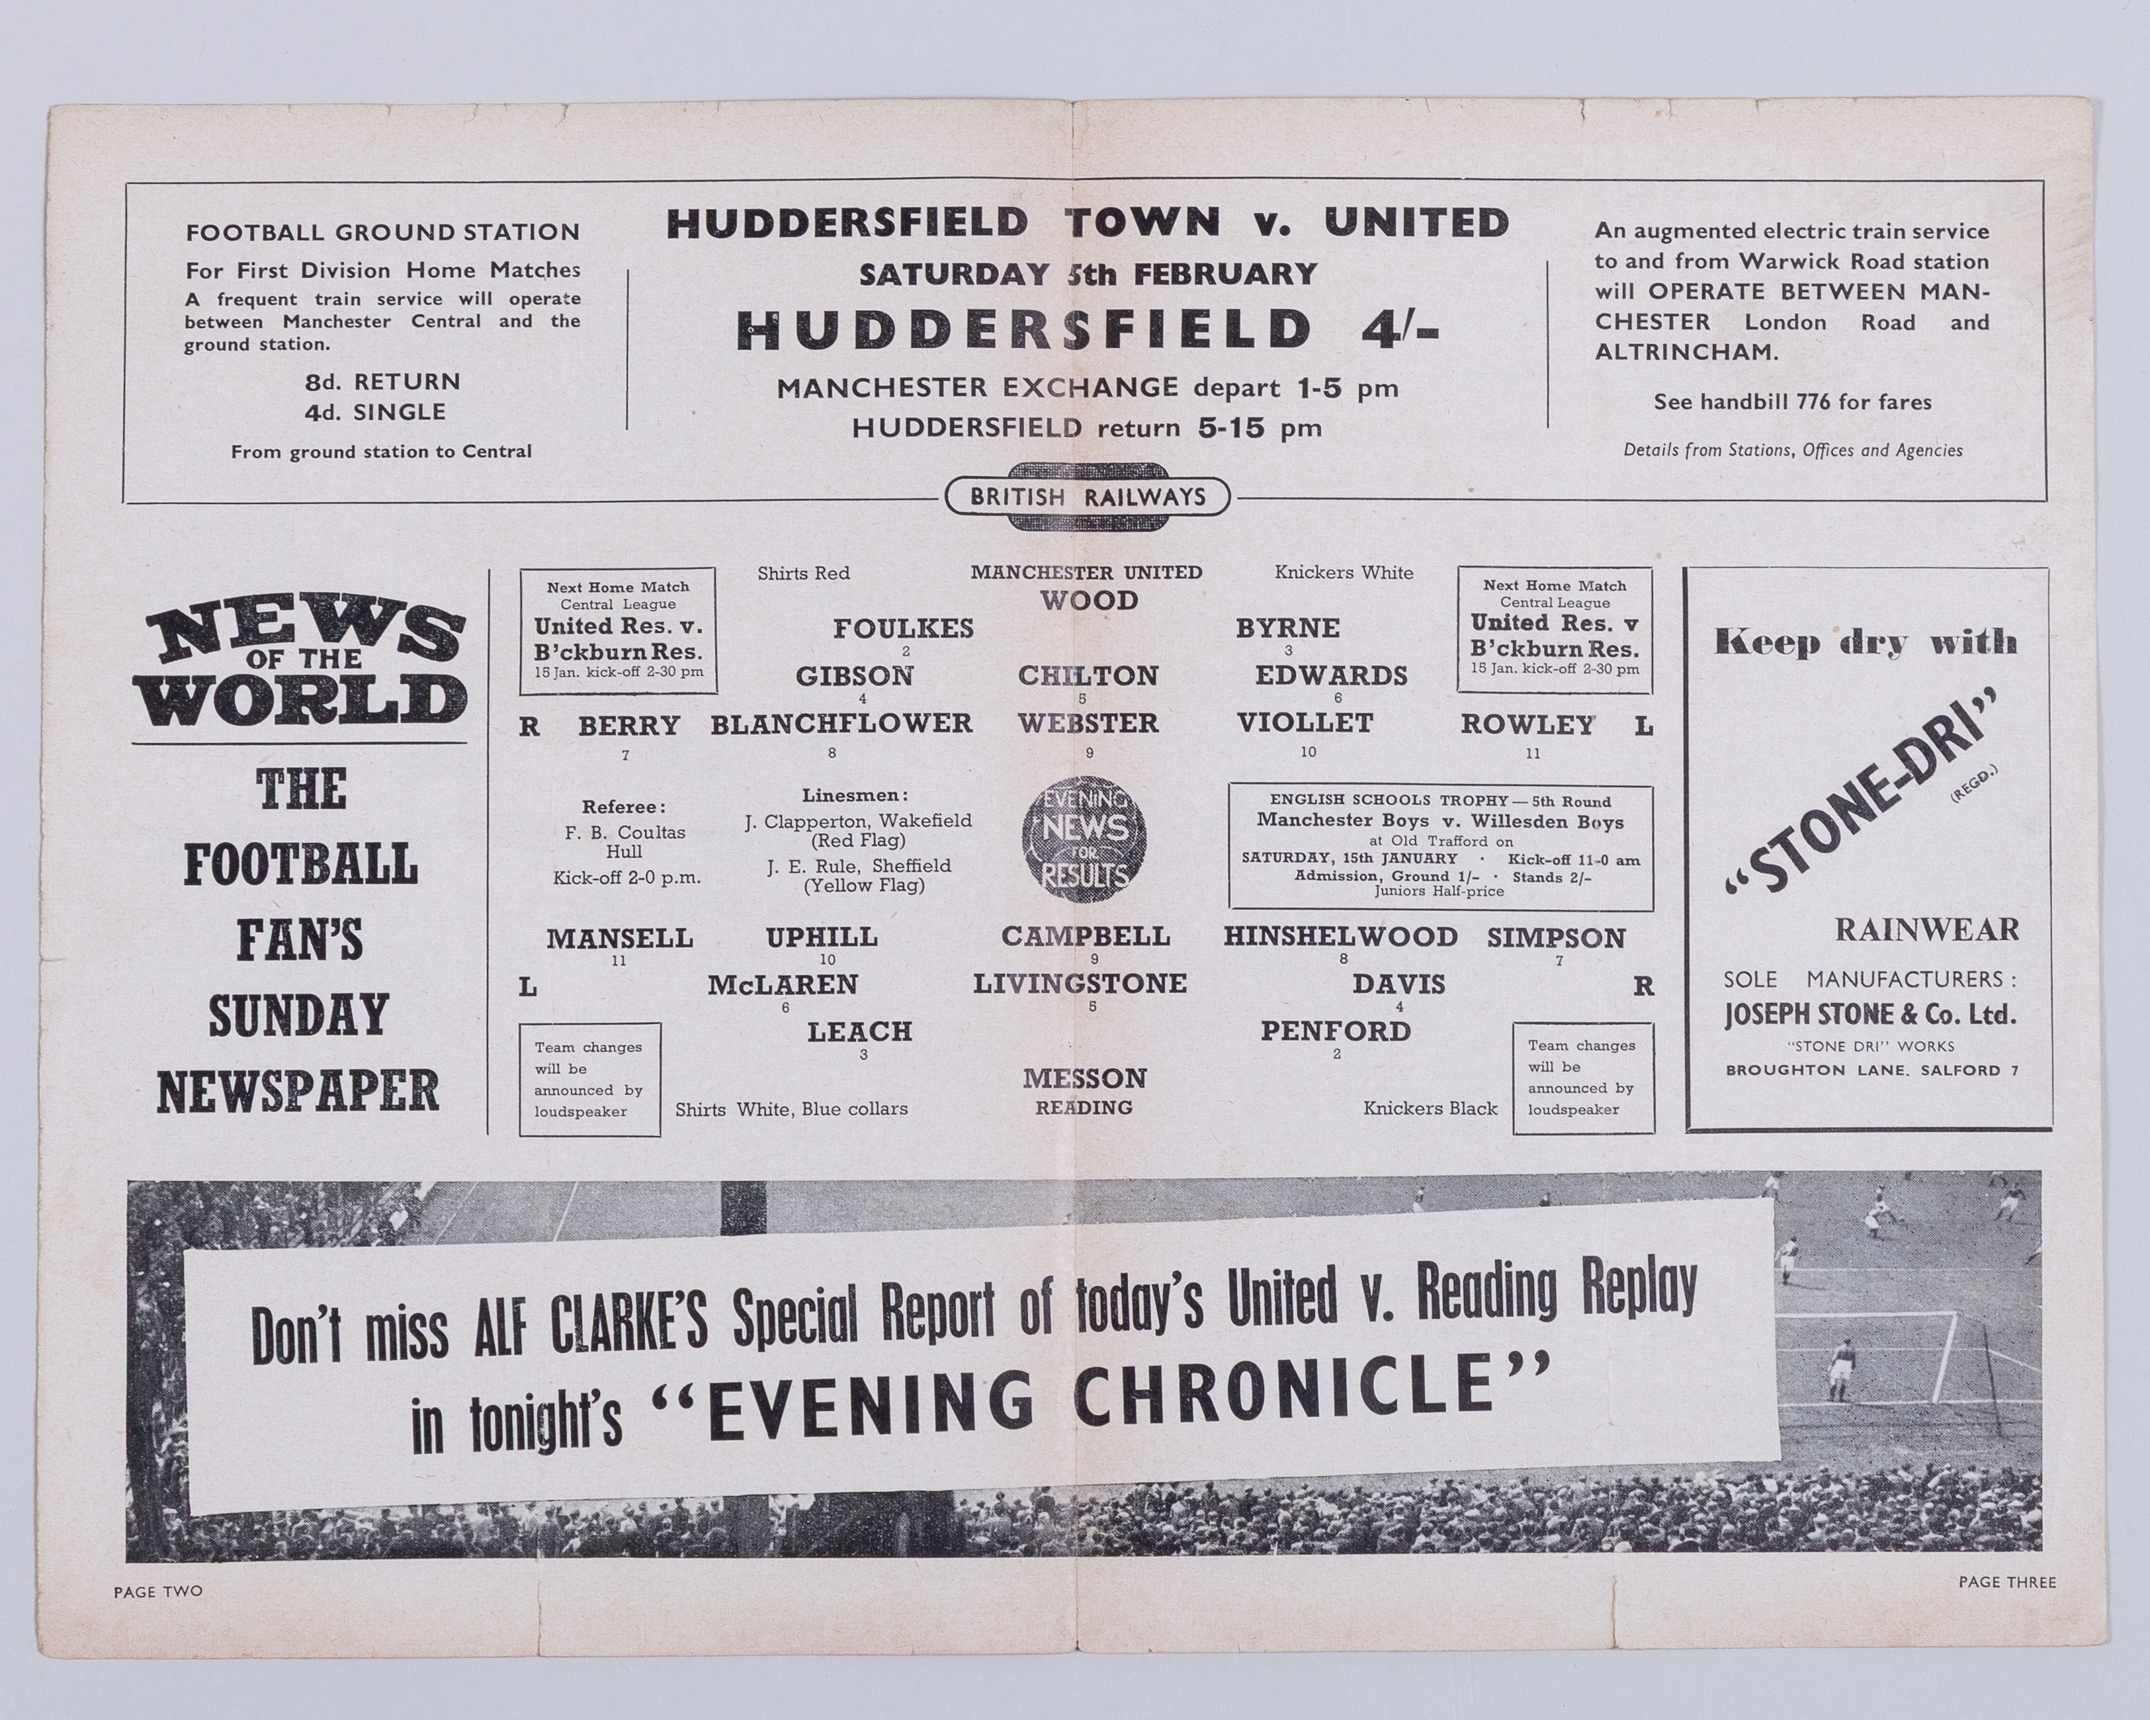 FOOTBALL GROUND STATION
For First Division Home Matches
A frequent train service will operate
between Manchester Central and the
ground station.
8d. RETURN
4d. SINGLE
From ground station to Central
HUDDERSFIELD TOWN v. UNITED
SATURDAY 5th FEBRUARY
HUDDERSFIELD 4/-
MANCHESTER EXCHANGE depart 1-5 pm
HUDDERSFIELD return 5-15 pm
An augmented electric train service
to and from Warwick Road station
will OPERATE BETWEEN MAN-
CHESTER London Road and
ALTRINCHAM.
See handbill 776 for fares
Details from Stations, Offices and Agencies
BRITISH RAILWAYS
NEWS
OF THE
WORLD
THE
FOOTBALL
FAN'S
SUNDAY
NEWSPAPER
Next Home Match
Central League
United Res. v.
B'ckburn Res.
15 Jan. kick-off 2-30 pm
Shirts Red MANCHESTER UNITED Knickers White
WOOD
FOULKES BYRNE
2 3
GIBSON CHILTON EDWARDS
4 5 6
R BERRY BLANCHFLOWER WEBSTER VIOLLET ROWLEY L
7 8 9 10 11
Next Home Match
Central League
United Res. v
B'ckburn Res.
15 Jan. kick-off 2-30 pm
Referee:
F. B. Coultas
Hull
Kick-off 2-0 p.m.
Linesmen:
J. Clapperton, Wakefield
(Red Flag)
J. E. Rule, Sheffield
(Yellow Flag)
EVENING
NEWS
FOR
RESULTS
ENGLISH SCHOOLS TROPHY — 5th Round
Manchester Boys v. Willesden Boys
at Old Trafford on
SATURDAY, 15th JANUARY · Kick-off 11-0 am
Admission, Ground 1/- · Stands 2/-
Juniors Half-price
MANSELL UPHILL CAMPBELL HINSHELWOOD SIMPSON
11 10 9 8 7
L McLAREN LIVINGSTONE DAVIS R
6 5 4
LEACH PENFORD
3 2
MESSON
Shirts White, Blue collars READING Knickers Black
Team changes
will be
announced by
loudspeaker
Team changes
will be
announced by
loudspeaker
Keep dry with
"STONE-DRI"
(REGD.)
RAINWEAR
SOLE MANUFACTURERS:
JOSEPH STONE & Co. Ltd.
"STONE DRI" WORKS
BROUGHTON LANE. SALFORD 7
Don't miss ALF CLARKE'S Special Report of today's United v. Reading Replay
in tonight's "EVENING CHRONICLE"
PAGE TWO
PAGE THREE